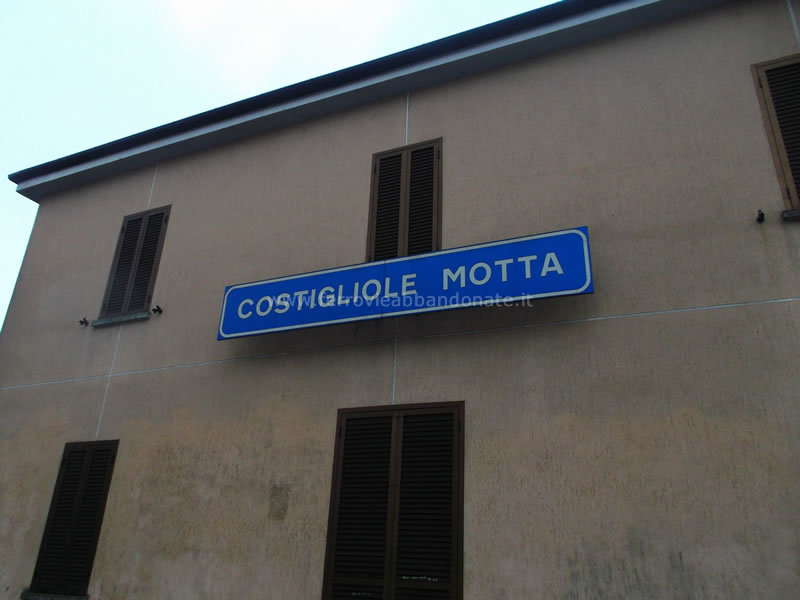 COSTIGLIOLE MOTTA
www.ferrovieabbandonate.it